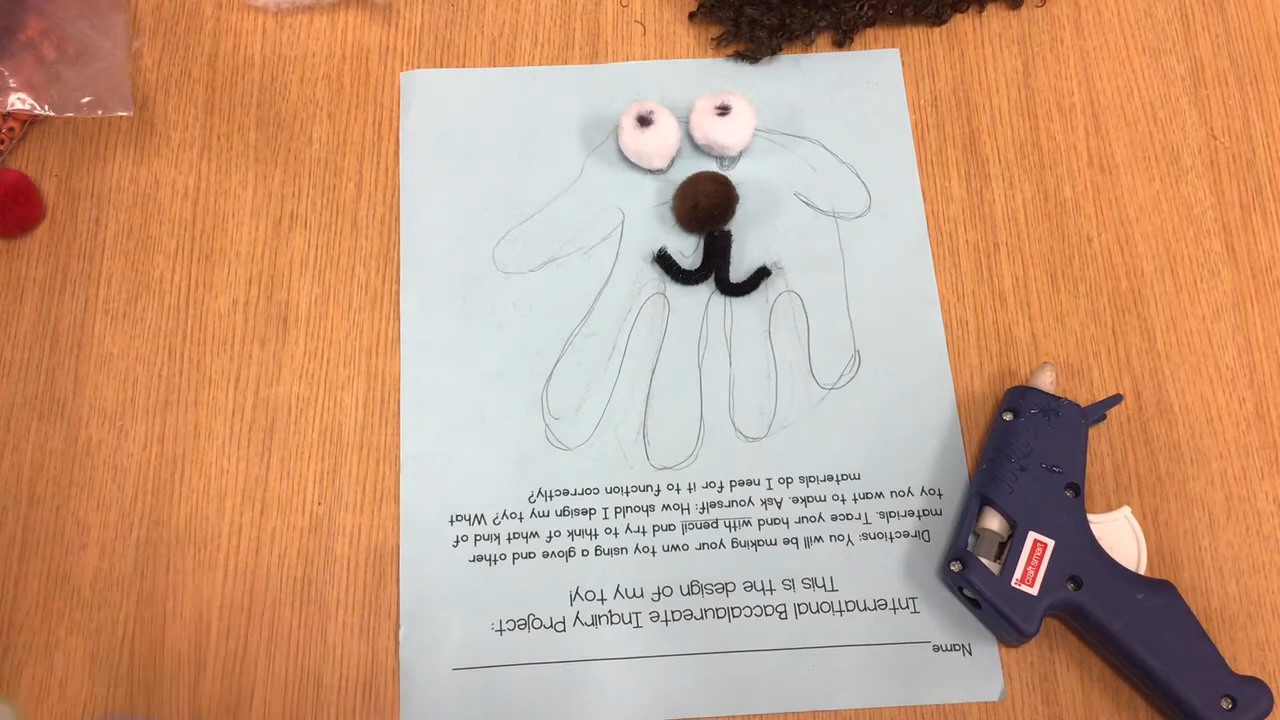 Name
International Baccalaureate Inquiry Project:
This is the design of my toy!
Directions: You will be making your own toy using a glove and other
materials. Trace your hand with pencil and try to think of what kind of
toy you want to make. Ask yourself: How should I design my toy? What
materials do I need for it to function correctly?
craftsmart